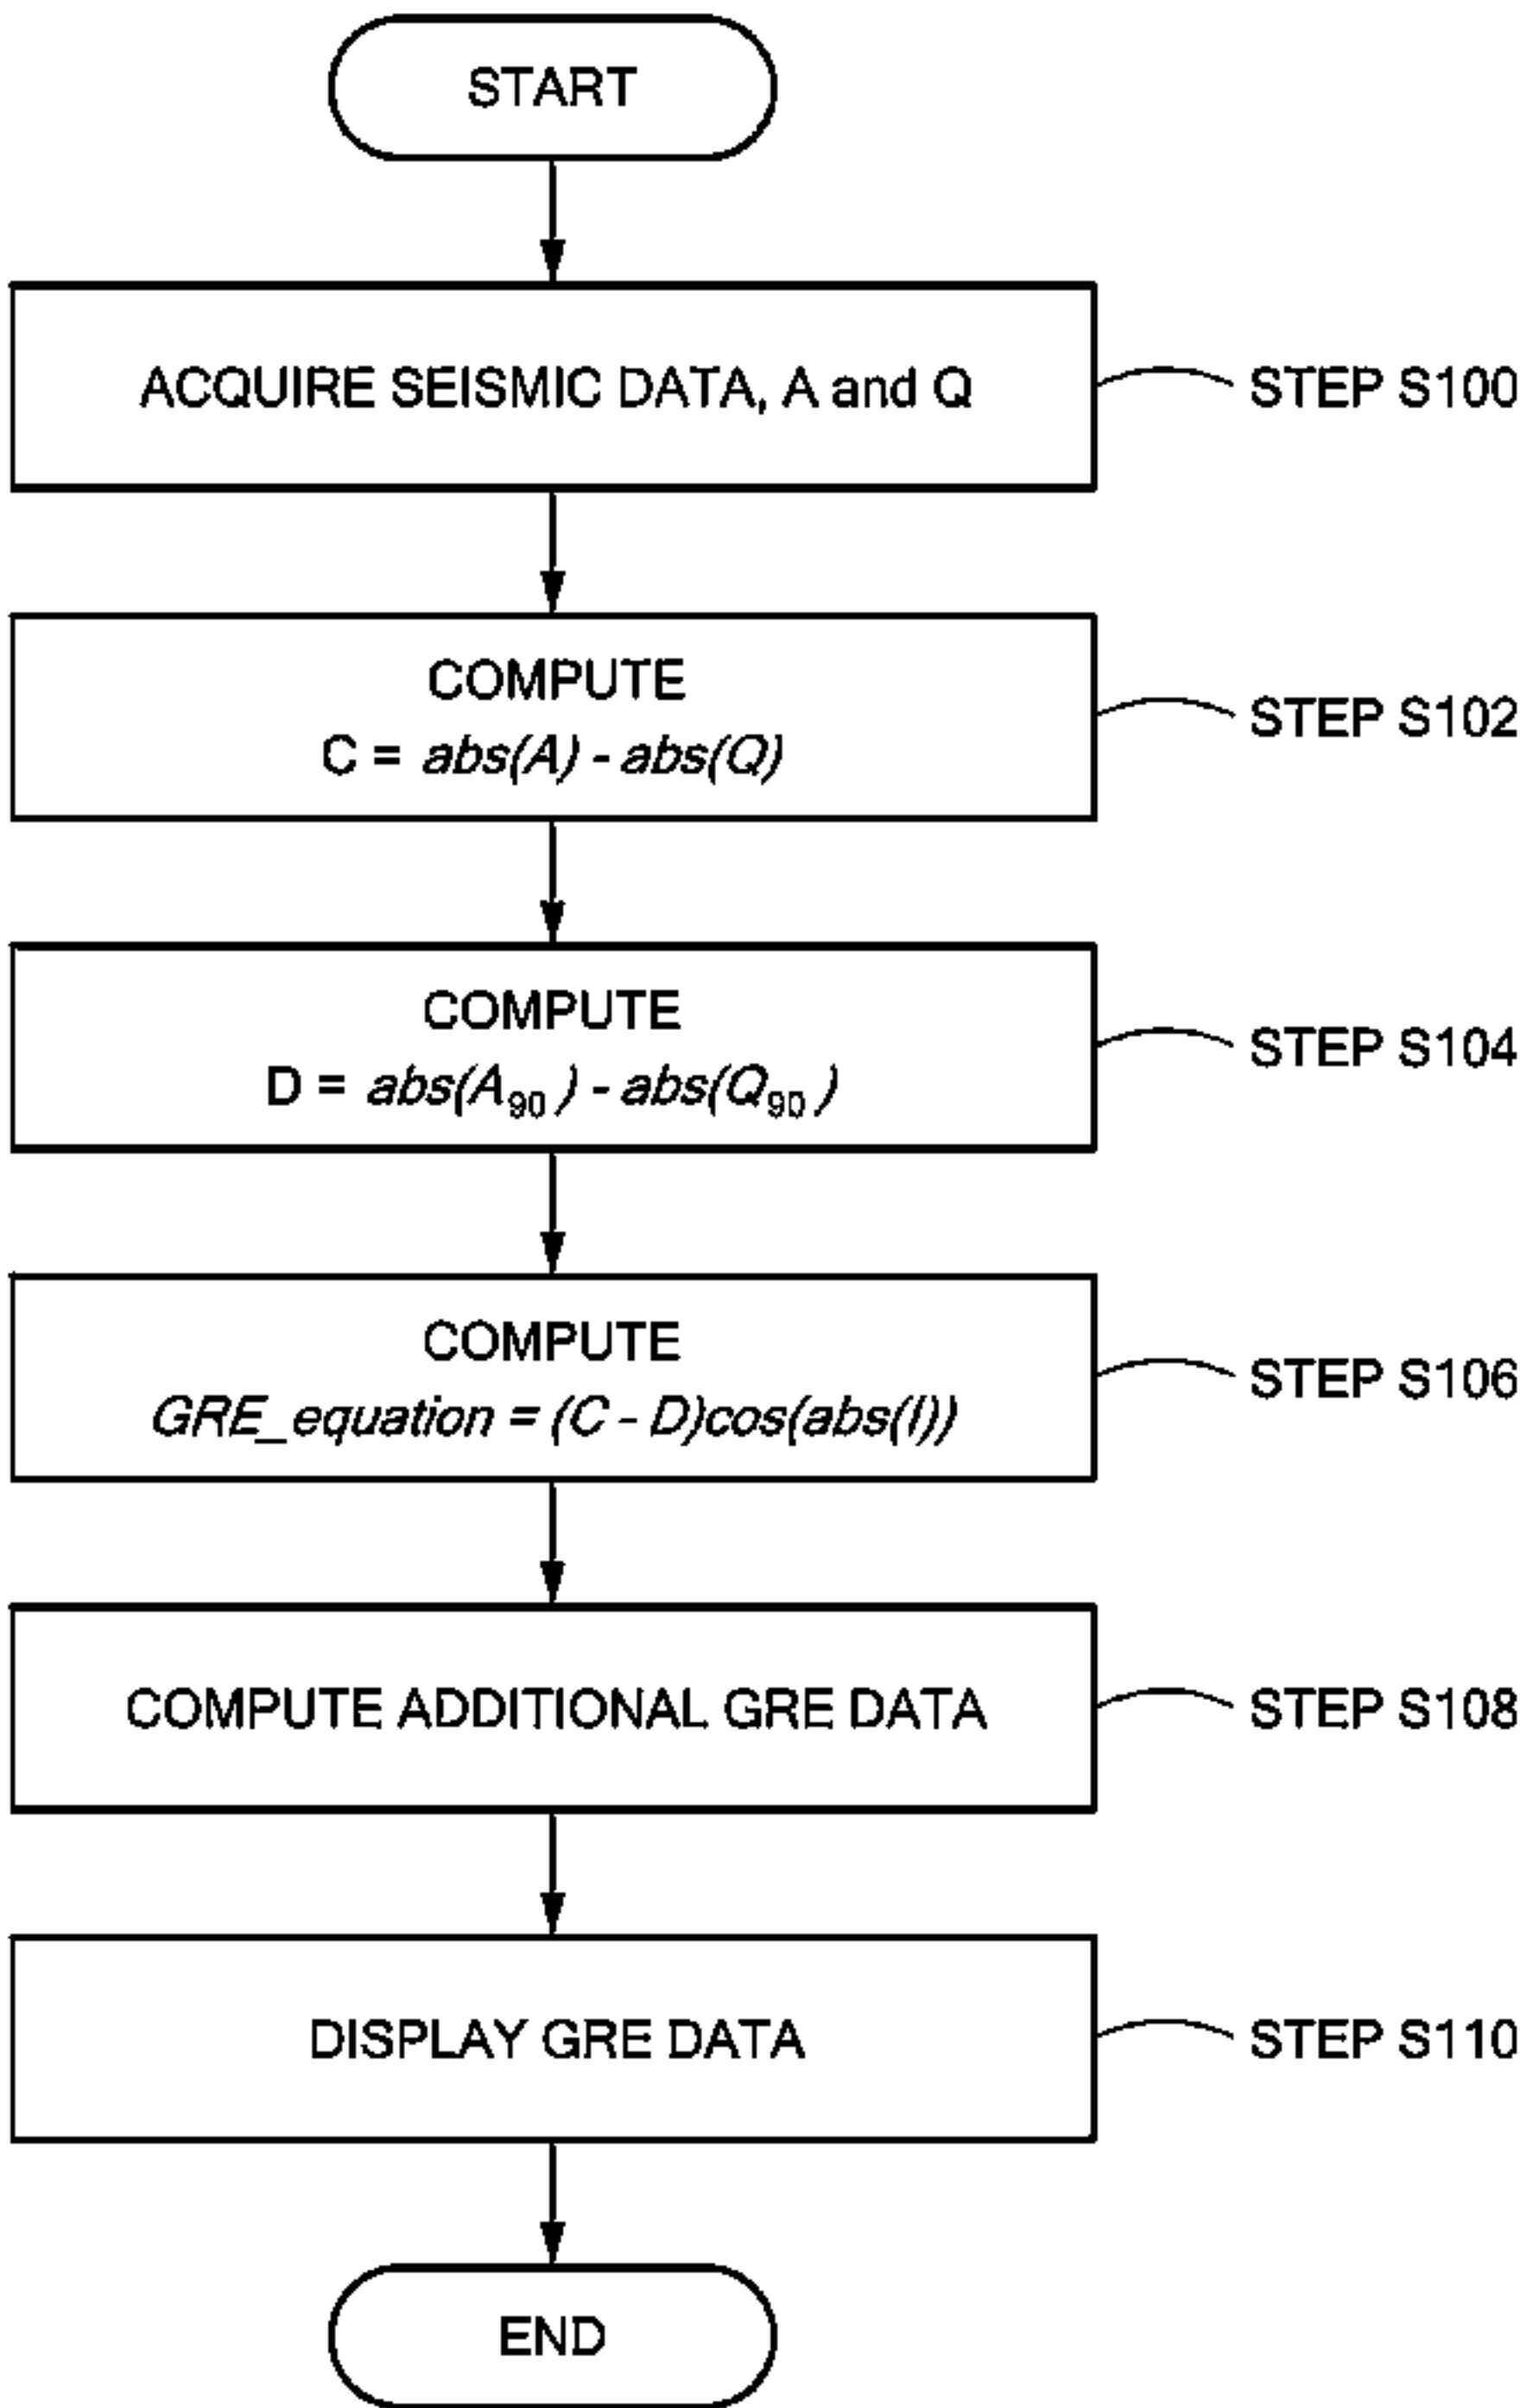 START
ACQUIRE SEISMIC DATA, A and Q
STEP S100
COMPUTE
C = abs(A) - abs(Q)
STEP S102
COMPUTE
D = abs(A₉₀) - abs(Q₉₀)
STEP S104
COMPUTE
GRE_equation = (C - D)cos(abs(I))
STEP S106
COMPUTE ADDITIONAL GRE DATA
STEP S108
DISPLAY GRE DATA
STEP S110
END